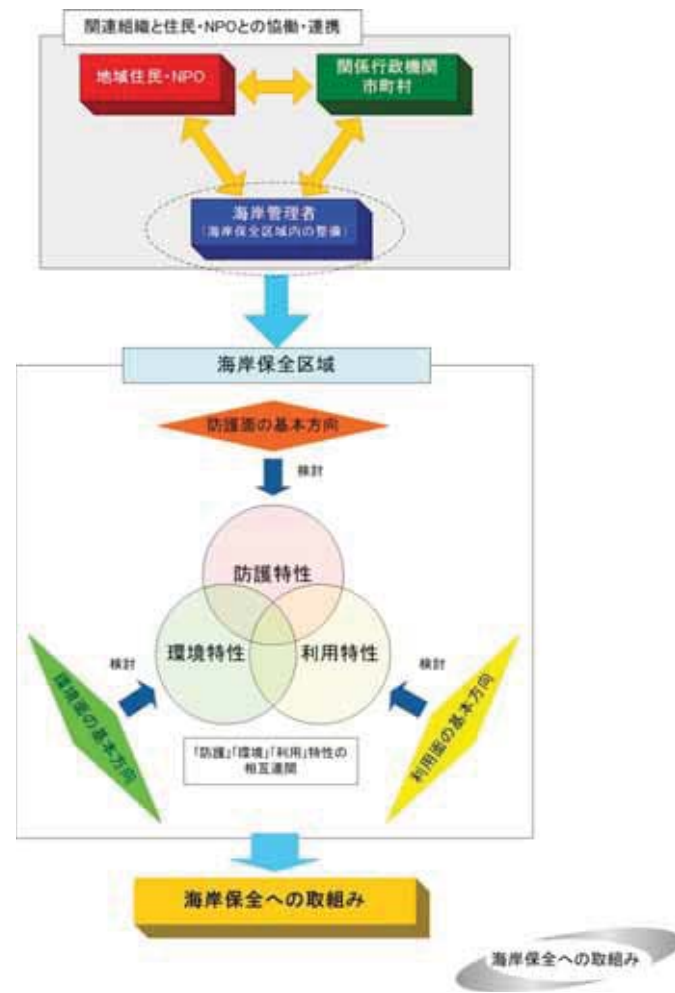 関連組織と住民・NPOとの協働・連携
地域住民・NPO
関係行政機関
市町村
海岸管理者
(海岸保全区域内の整備)
海岸保全区域
防護面の基本方向
検討
防護特性
環境特性
利用特性
検討
検討
環境面の基本方向
利用面の基本方向
「防護」「環境」「利用」特性の
相互連関
海岸保全への取組み
海岸保全への取組み